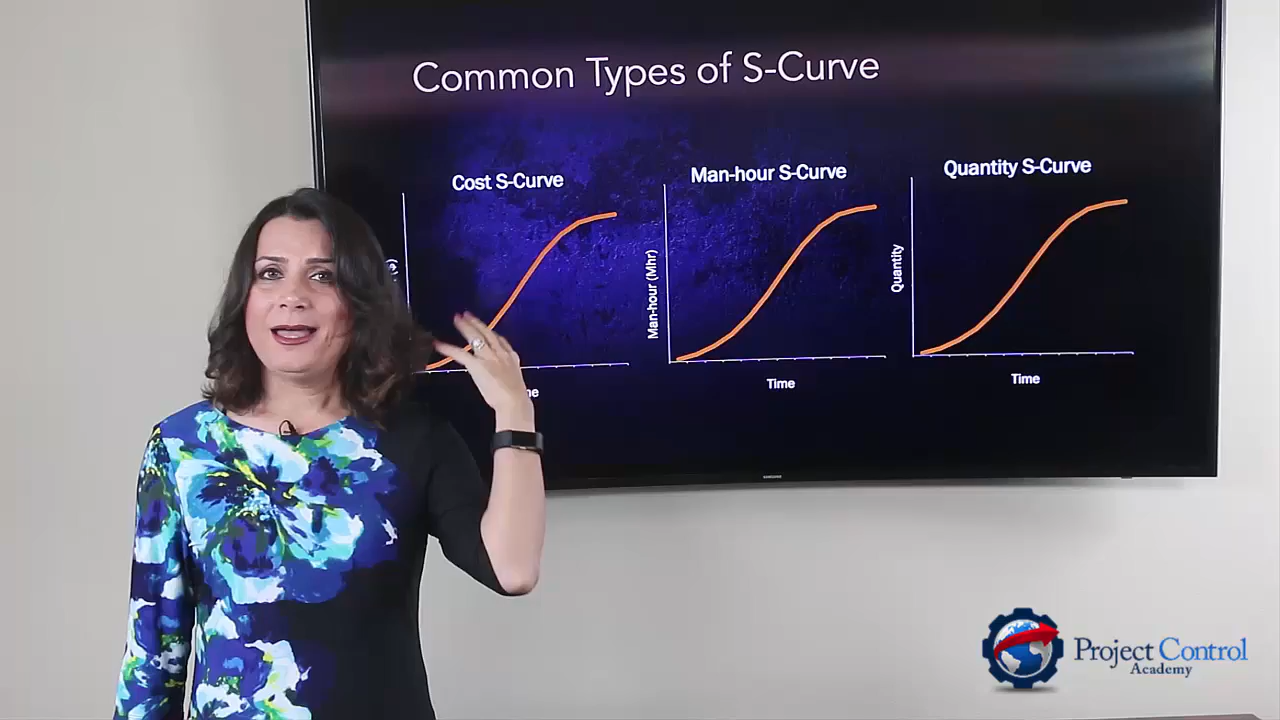 Common Types of S-Curve
Cost S-Curve
Man-hour S-Curve
Quantity S-Curve
Man-hour (Mhr)
Quantity
Time
Time
SAMSUNG
Project Control
Academy